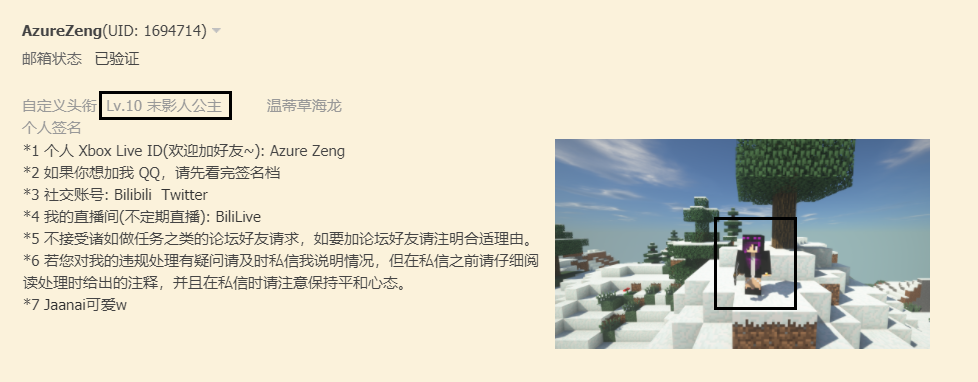 AzureZeng(UID: 1694714)
邮箱状态 已验证
自定义头衔 Lv.10 末影人公主 温蒂草海龙
个人签名
*1 个人 Xbox Live ID(欢迎加好友~): Azure Zeng
*2 如果你想加我 QQ，请先看完签名档
*3 社交账号: Bilibili Twitter
*4 我的直播间(不定期直播): BiliLive
*5 不接受诸如做任务之类的论坛好友请求，如要加论坛好友请注明合适理由。
*6 若您对我的违规处理有疑问请及时私信我说明情况，但在私信之前请仔细阅
读处理时给出的注释，并且在私信时请注意保持平和心态。
*7 Jaanai可爱w